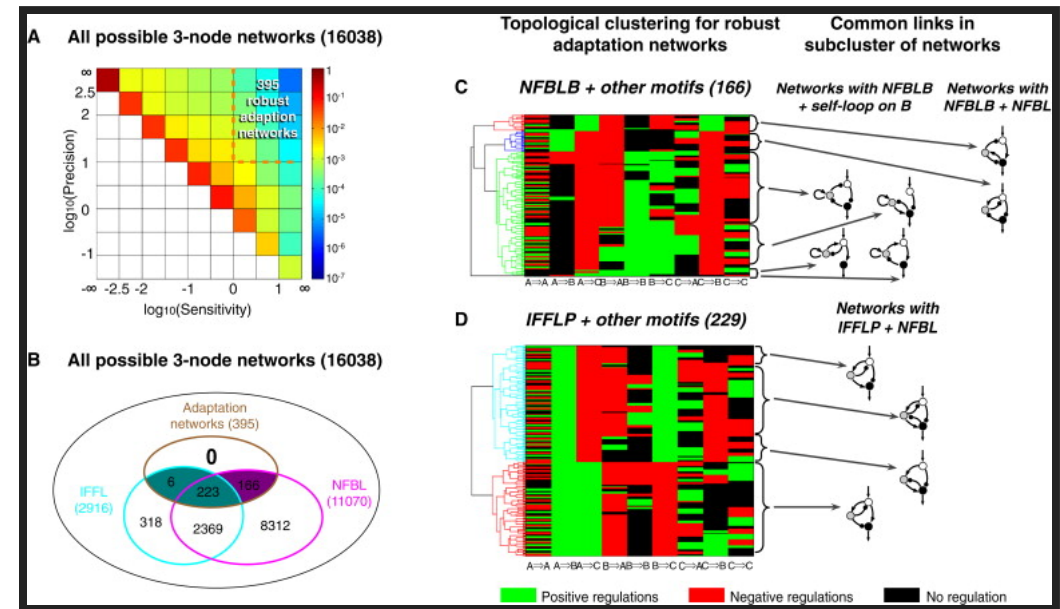 A All possible 3-node networks (16038)
∞
2.5
2
1
0
-1
log10(Precision)
-∞ -2.5 -2 -1 0 1 ∞
log10(Sensitivity)
395
robust
adaption
networks
1
10-1
10-2
10-3
10-4
10-5
10-6
10-7
B All possible 3-node networks (16038)
Adaptation
networks (395)
0
6
223
166
IFFL
(2916)
NFBL
(11070)
318
2369
8312
Topological clustering for robust
adaptation networks
Common links in
subcluster of networks
C NFBLB + other motifs (166)
Networks with NFBLB
+ self-loop on B
Networks with
NFBLB + NFBL
A⇒A A⇒B A⇒C B⇒A B⇒B B⇒C C⇒A C⇒B C⇒C
D IFFLP + other motifs (229)
Networks with
IFFLP + NFBL
A⇒A A⇒B A⇒C B⇒A B⇒B B⇒C C⇒A C⇒B C⇒C
Positive regulations Negative regulations No regulation